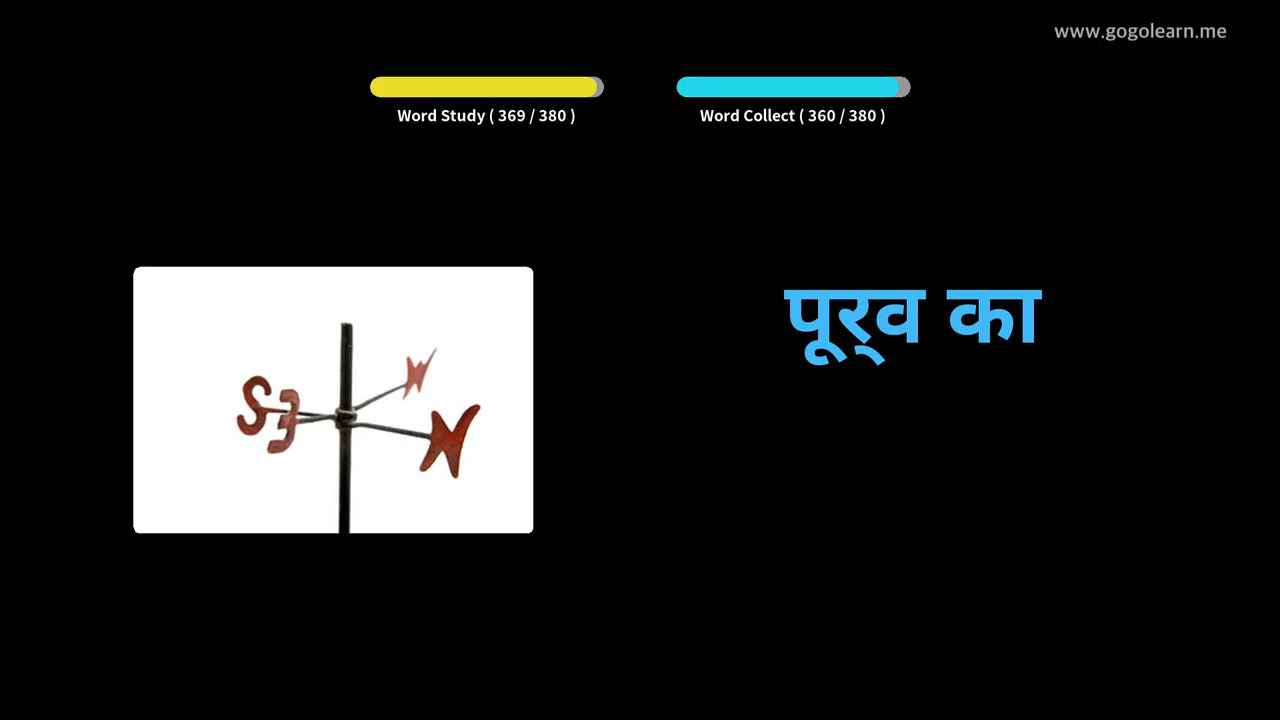 www.gogolearn.me
Word Study ( 369 / 380 )
Word Collect ( 360 / 380 )
S E N W
पूर्व का